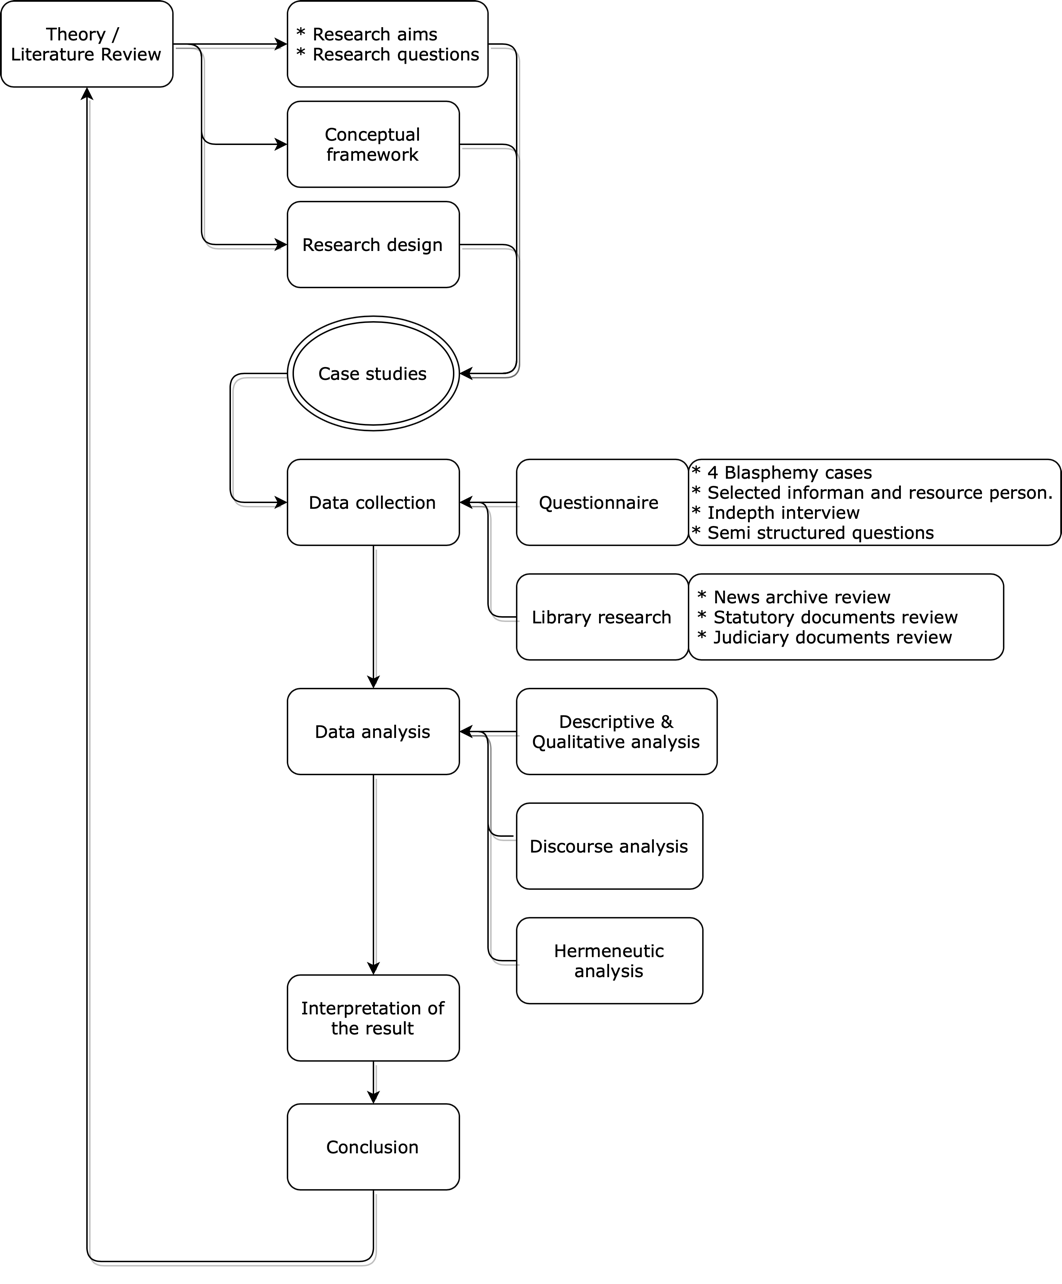 Theory /
Literature Review
* Research aims
* Research questions
Conceptual
framework
Research design
Case studies
Data collection
Questionnaire
* 4 Blasphemy cases
* Selected informan and resource person.
* Indepth interview
* Semi structured questions
Library research
* News archive review
* Statutory documents review
* Judiciary documents review
Data analysis
Descriptive &
Qualitative analysis
Discourse analysis
Hermeneutic
analysis
Interpretation of
the result
Conclusion